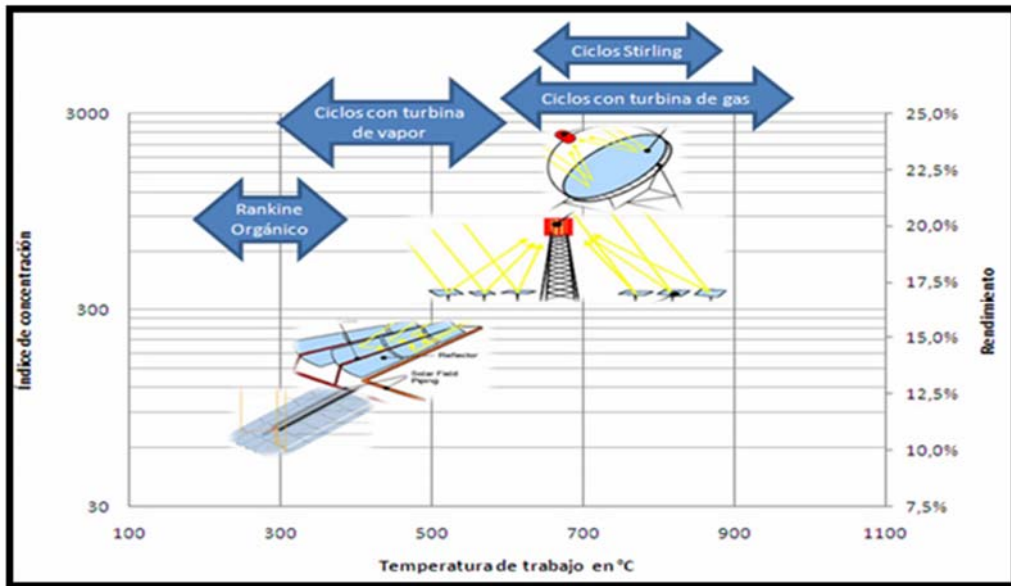 Ciclos Stirling
Ciclos con turbina de gas
Ciclos con turbina
de vapor
Rankine
Orgánico
3000
300
30
Índice de concentración
25,0%
22,5%
20,0%
17,5%
15,0%
12,5%
10,0%
7,5%
Rendimiento
Reflector
Solar Field
Piping
100
300
500
700
900
1100
Temperatura de trabajo en °C